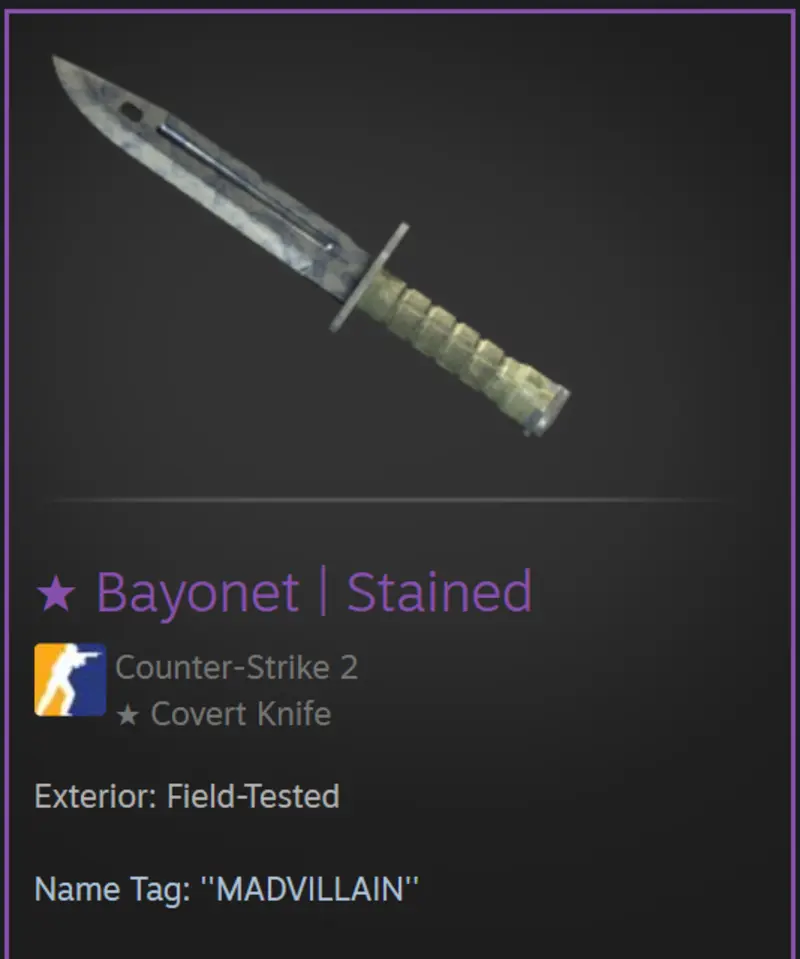 ★ Bayonet | Stained
Counter-Strike 2
★ Covert Knife
Exterior: Field-Tested
Name Tag: ''MADVILLAIN''